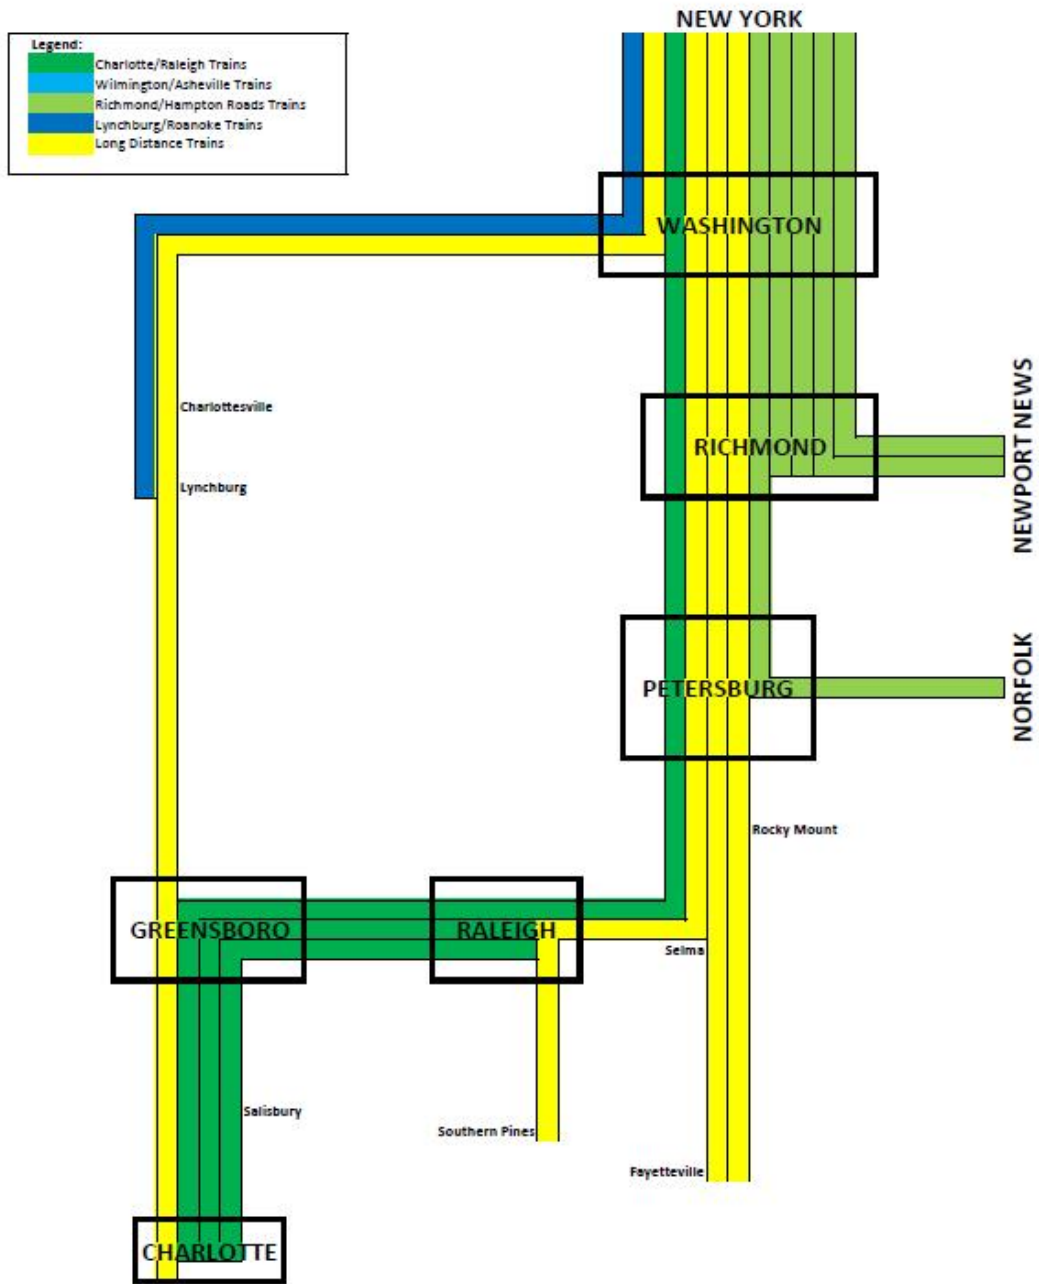 NEW YORK
Legend:
Charlotte/Raleigh Trains
Wilmington/Asheville Trains
Richmond/Hampton Roads Trains
Lynchburg/Roanoke Trains
Long Distance Trains
WASHINGTON
Charlottesville
RICHMOND
NEWPORT NEWS
Lynchburg
PETERSBURG
NORFOLK
Rocky Mount
GREENSBORO
RALEIGH
Selma
Salisbury
Southern Pines
Fayetteville
CHARLOTTE